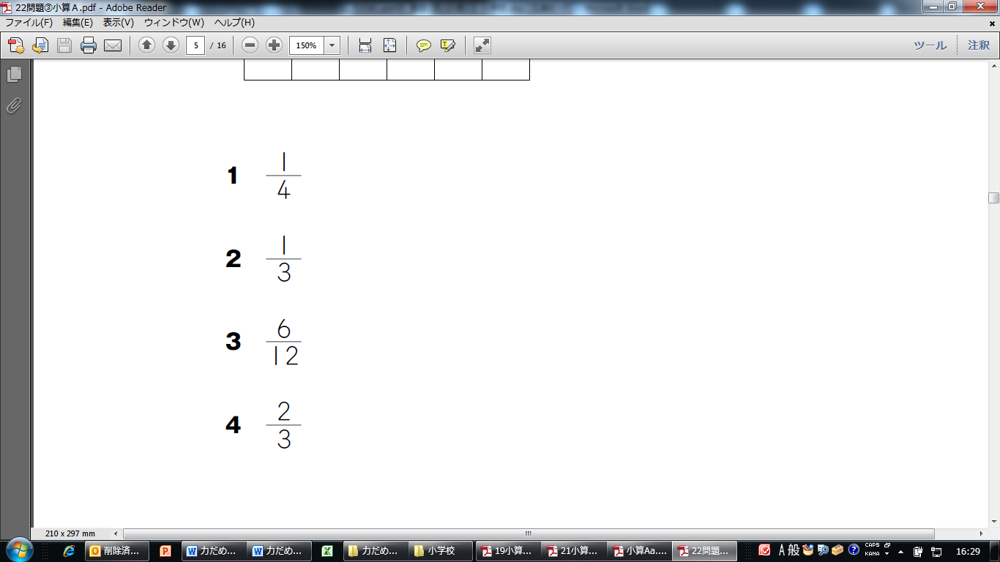 22問題③小算A.pdf - Adobe Reader
ファイル(F) 編集(E) 表示(V) ウィンドウ(W) ヘルプ(H)
5 / 16 150% ツール 注釈
1 1/4
2 1/3
3 6/12
4 2/3
210 x 297 mm
削除済... 力だめ... 力だめ... 力だめ... 小学校 19小算... 21小算... 小算Aa.... 22問題... A 般 CAPS KANA 16:29